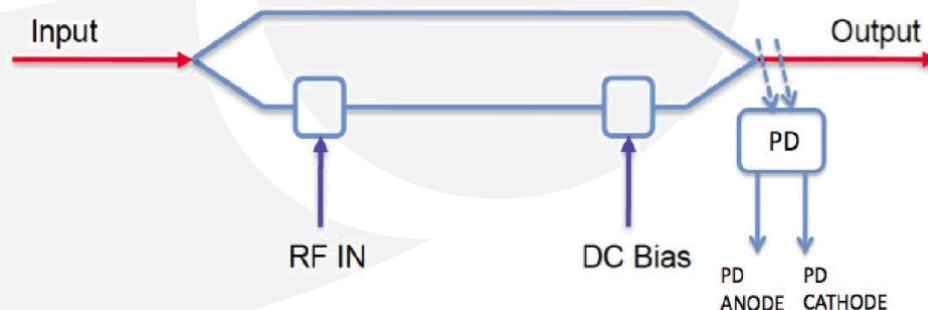 Input
Output
PD
RF IN
DC Bias
PD
ANODE
PD
CATHODE